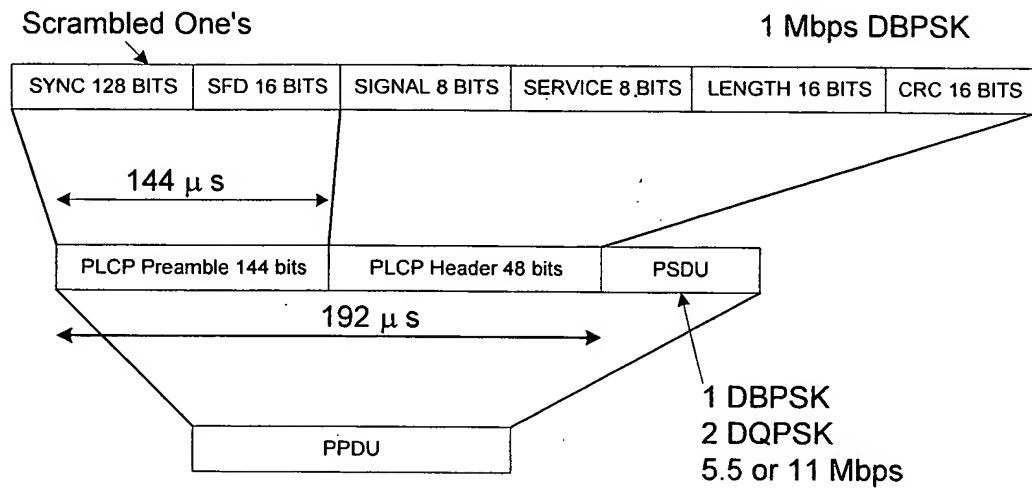 Scrambled One's
1 Mbps DBPSK
SYNC 128 BITS SFD 16 BITS SIGNAL 8 BITS SERVICE 8 BITS LENGTH 16 BITS CRC 16 BITS
144 μ s
PLCP Preamble 144 bits PLCP Header 48 bits PSDU
192 μ s
1 DBPSK
2 DQPSK
5.5 or 11 Mbps
PPDU